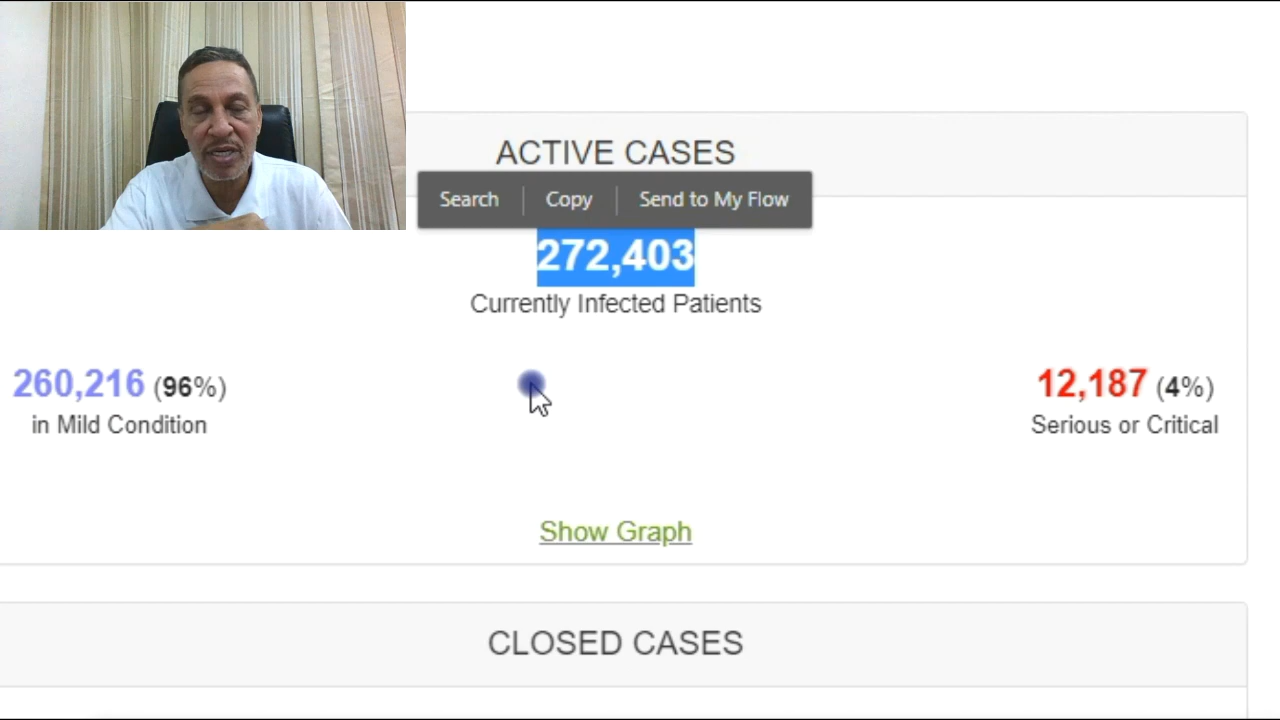 ACTIVE CASES
Search Copy Send to My Flow
272,403
Currently Infected Patients
260,216 (96%)
in Mild Condition
12,187 (4%)
Serious or Critical
Show Graph
CLOSED CASES